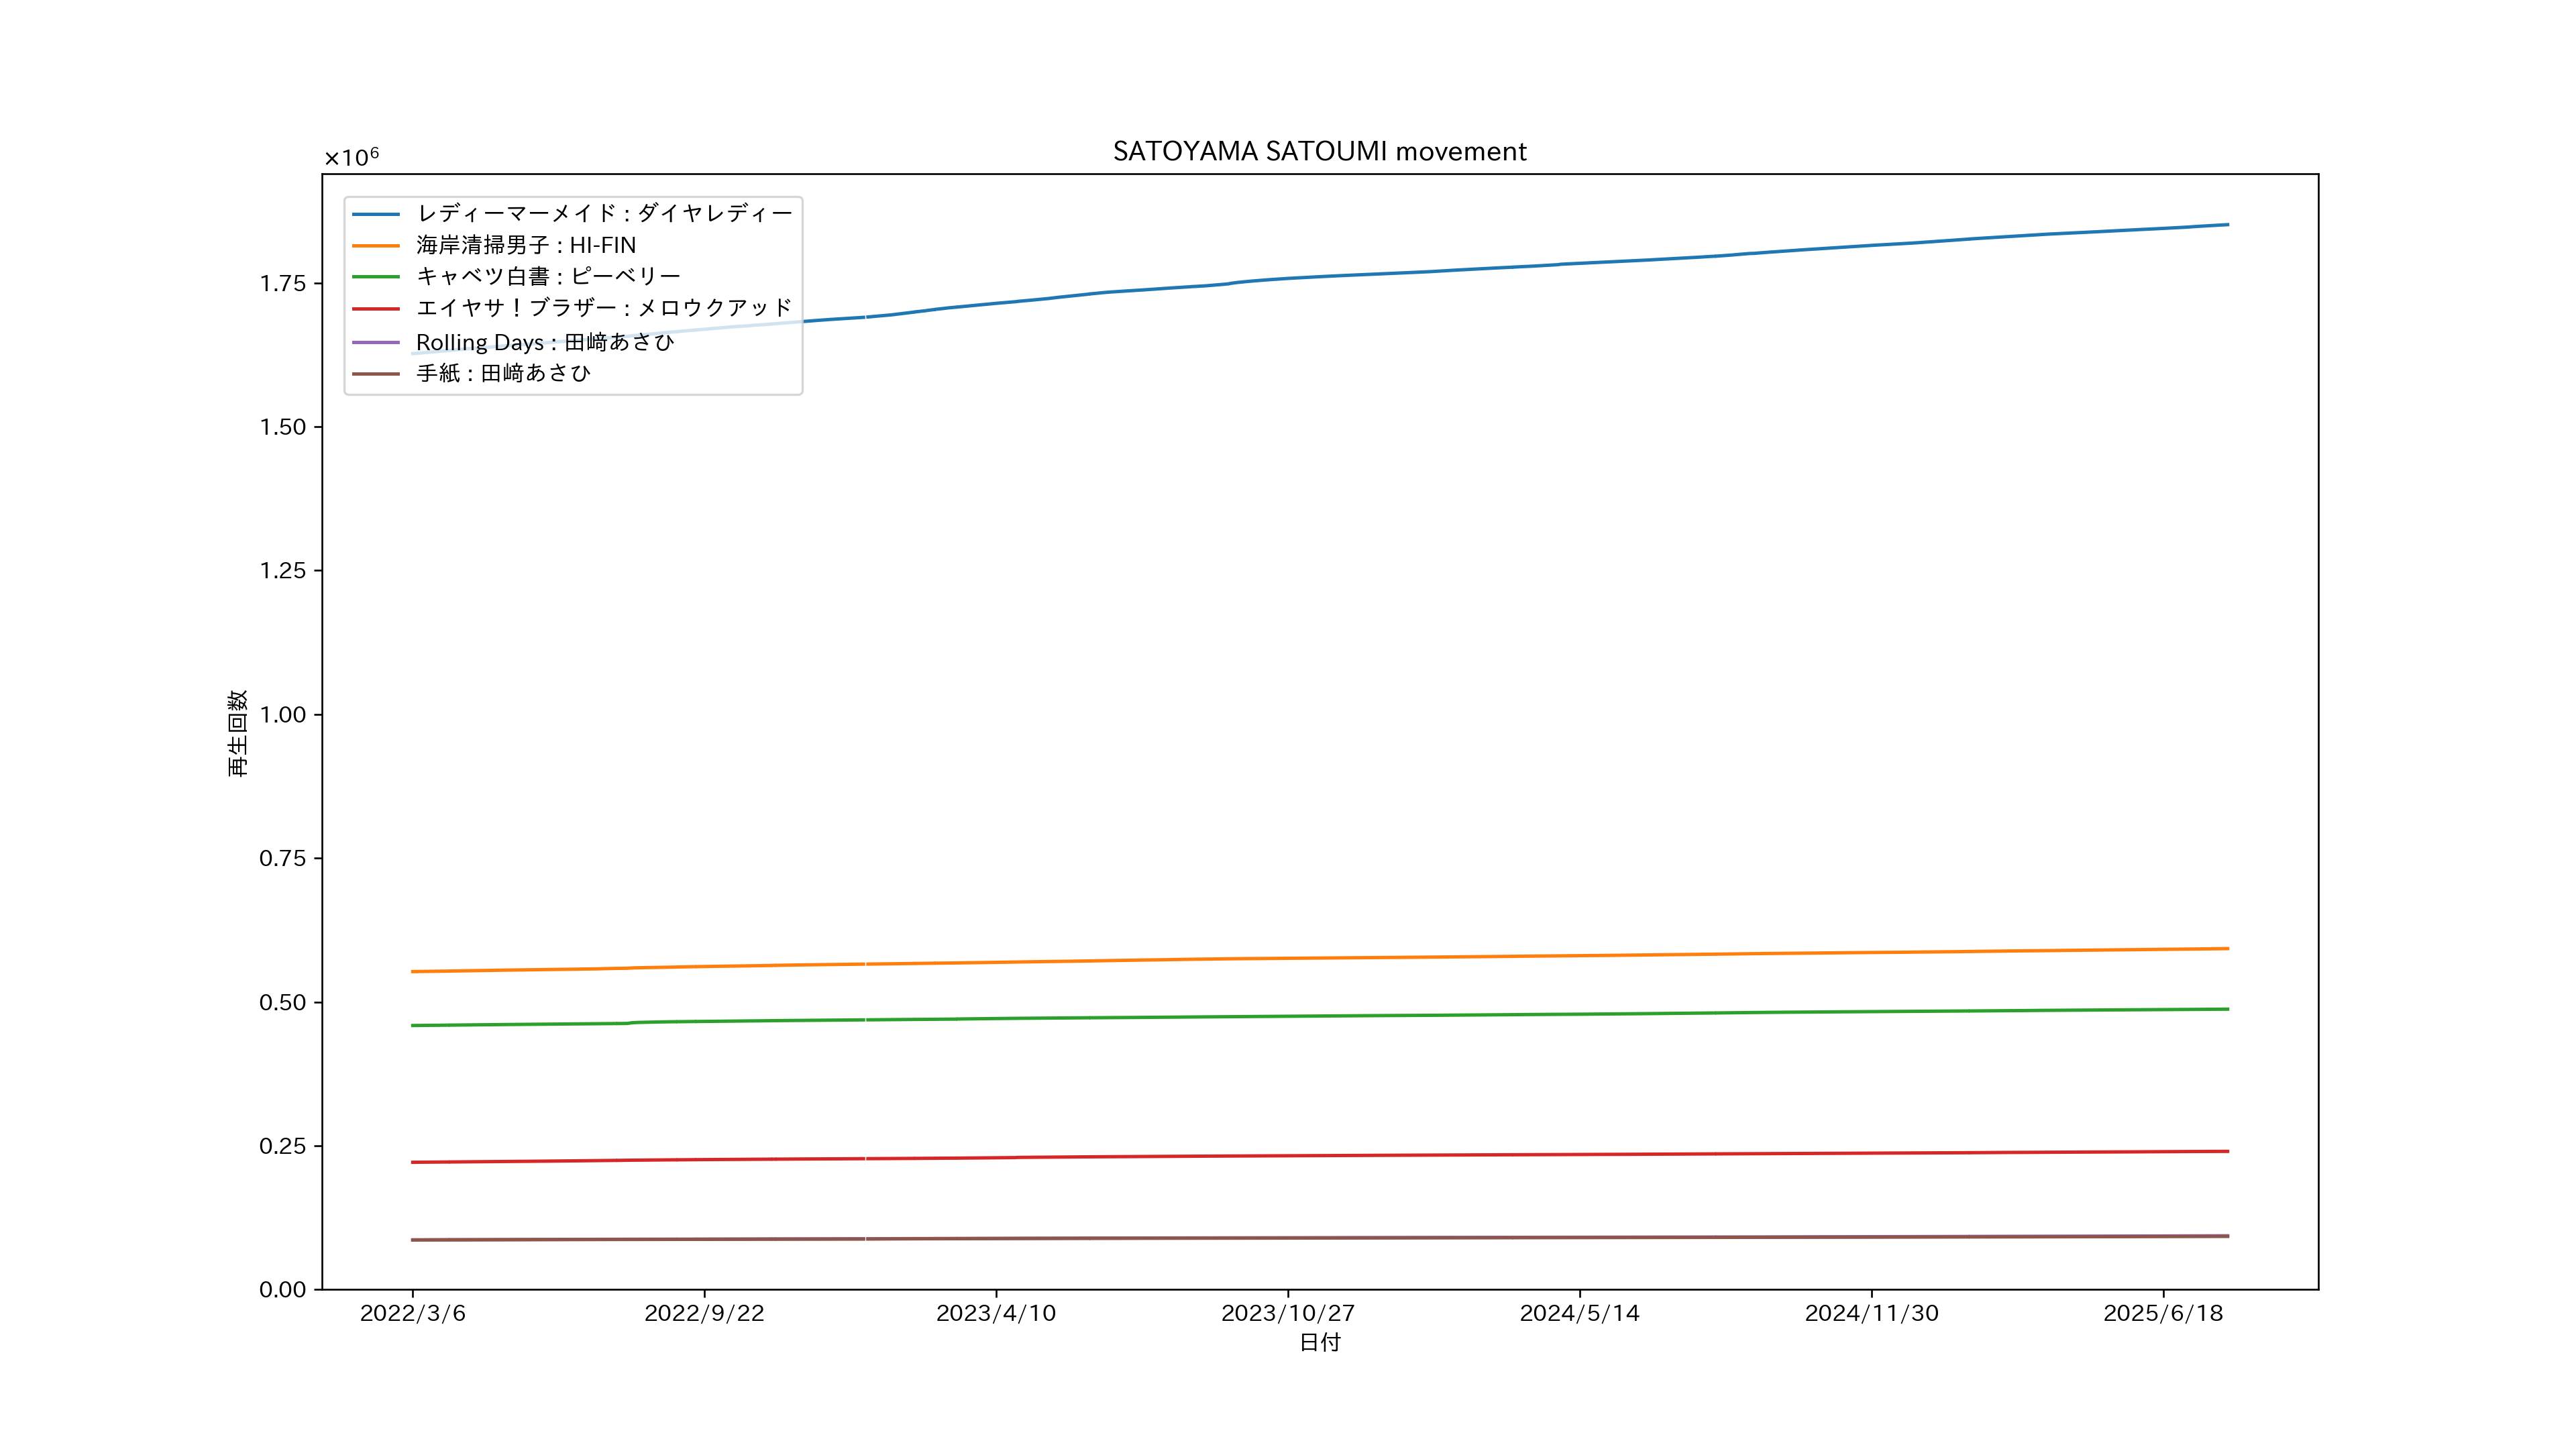 SATOYAMA SATOUMI movement
×10⁶
レディーマーメイド : ダイヤレディー
海岸清掃男子 : HI-FIN
キャベツ白書 : ピーベリー
エイヤサ！ブラザー : メロウクアッド
Rolling Days : 田﨑あさひ
手紙 : 田﨑あさひ
1.75
1.50
1.25
1.00
0.75
0.50
0.25
0.00
再生回数
2022/3/6
2022/9/22
2023/4/10
2023/10/27
2024/5/14
2024/11/30
2025/6/18
日付